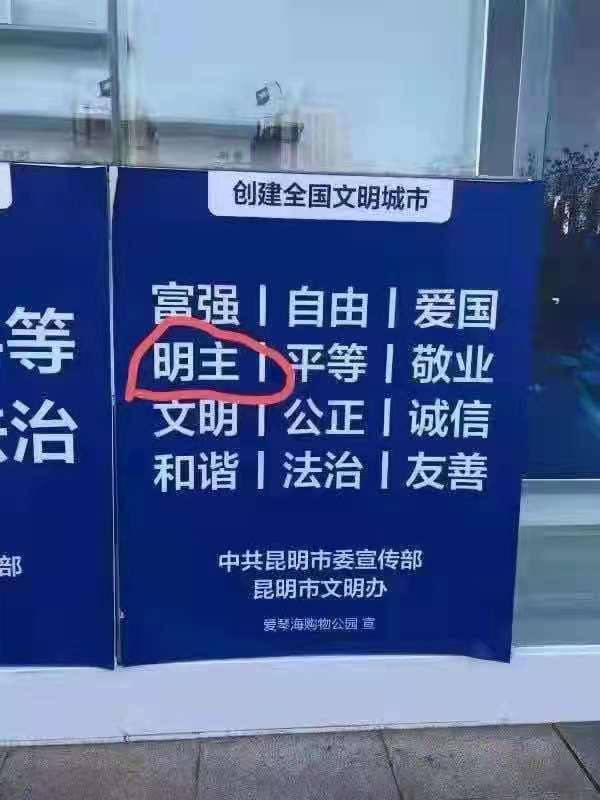 创建全国文明城市
富强 | 自由 | 爱国
明主 | 平等 | 敬业
文明 | 公正 | 诚信
和谐 | 法治 | 友善
中共昆明市委宣传部
昆明市文明办
爱琴海购物公园 宣
等
治
部